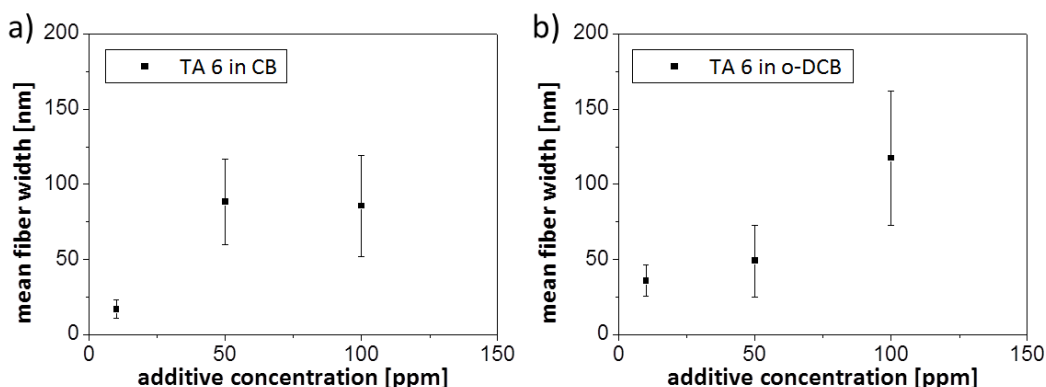 a)
200
150
100
50
0
mean fiber width [nm]
TA 6 in CB
0 50 100 150
additive concentration [ppm]
b)
200
150
100
50
0
mean fiber width [nm]
TA 6 in o-DCB
0 50 100 150
additive concentration [ppm]